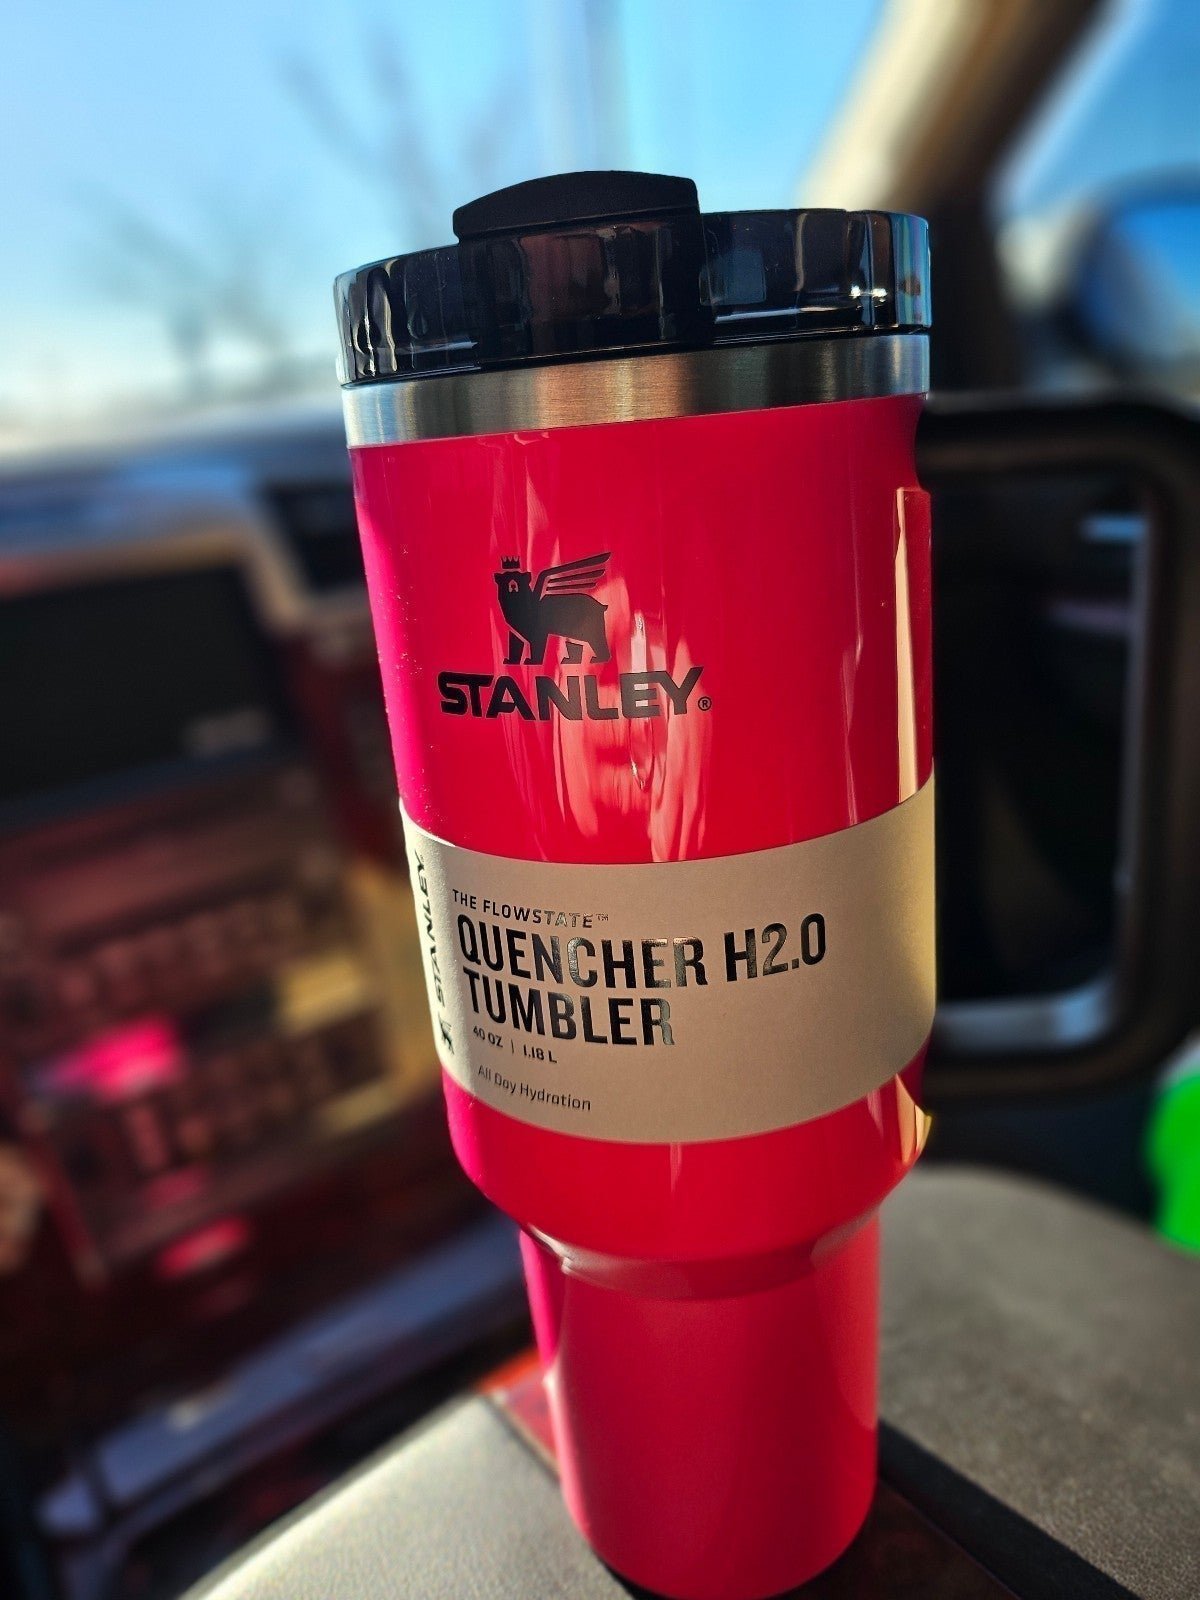 STANLEY®
STANLEY
THE FLOWSTATE™
QUENCHER H2.0
TUMBLER
40 OZ | 1.18 L
All Day Hydration